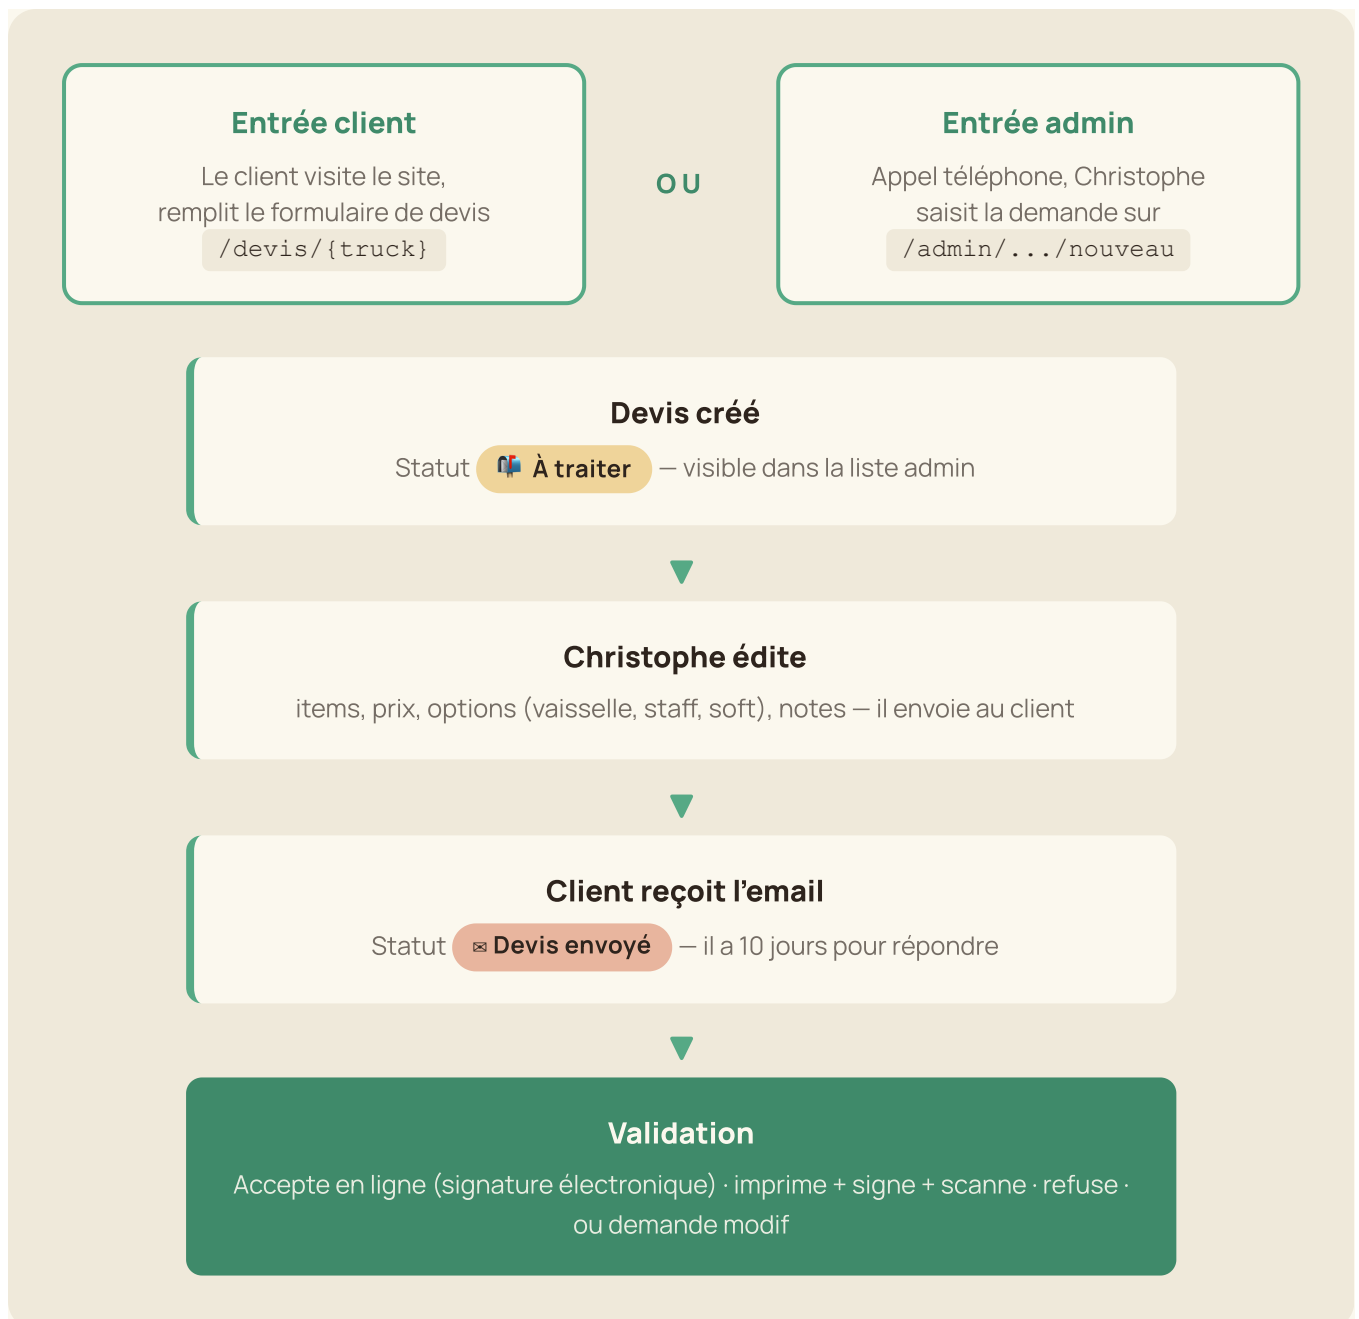 Entrée client
Le client visite le site,
remplit le formulaire de devis
/devis/{truck}
OU
Entrée admin
Appel téléphone, Christophe
saisit la demande sur
/admin/.../nouveau
Devis créé
Statut 📬 À traiter — visible dans la liste admin
Christophe édite
items, prix, options (vaisselle, staff, soft), notes — il envoie au client
Client reçoit l’email
Statut ✉ Devis envoyé — il a 10 jours pour répondre
Validation
Accepte en ligne (signature électronique) · imprime + signe + scanne · refuse ·
ou demande modif